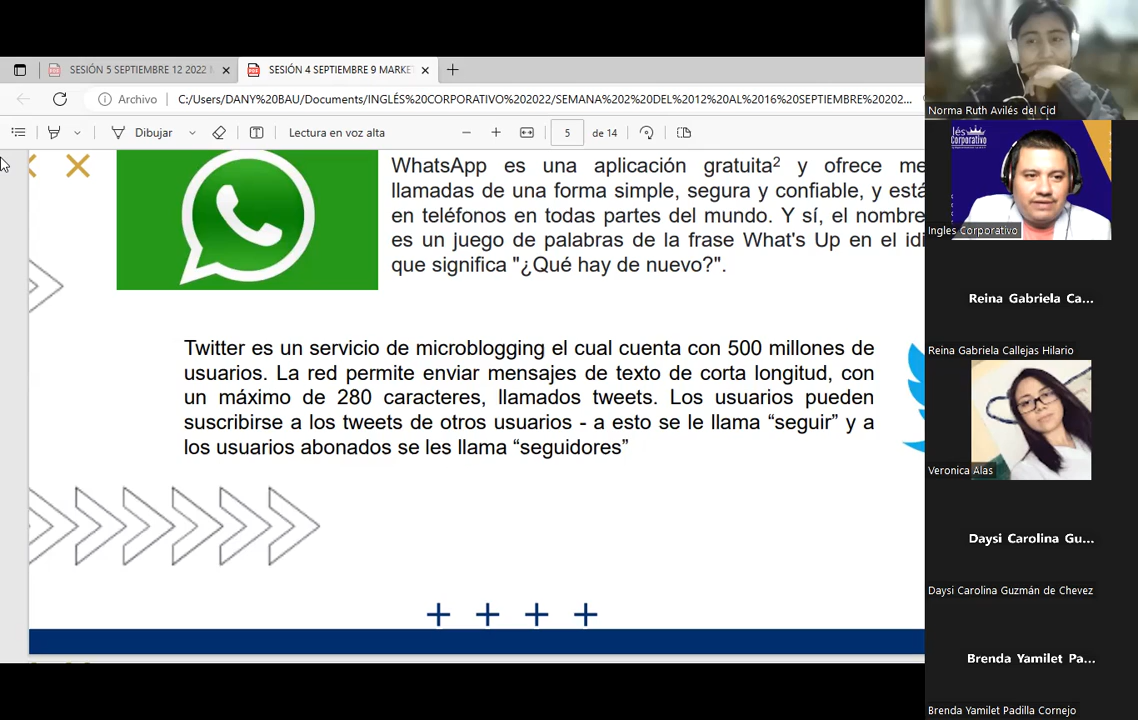 SESIÓN 5 SEPTIEMBRE 12 2022
SESIÓN 4 SEPTIEMBRE 9 MARKE
Archivo
C:/Users/DANY%20BAU/Documents/INGLÉS%20CORPORATIVO%202022/SEMANA%202%20DEL%2012%20AL%2016%20SEPTIEMBRE%20202...
Dibujar
Lectura en voz alta
5
de 14
WhatsApp es una aplicación gratuita² y ofrece me
llamadas de una forma simple, segura y confiable, y está
en teléfonos en todas partes del mundo. Y sí, el nombre
es un juego de palabras de la frase What's Up en el idi
que significa "¿Qué hay de nuevo?".
Twitter es un servicio de microblogging el cual cuenta con 500 millones de
usuarios. La red permite enviar mensajes de texto de corta longitud, con
un máximo de 280 caracteres, llamados tweets. Los usuarios pueden
suscribirse a los tweets de otros usuarios - a esto se le llama “seguir” y a
los usuarios abonados se les llama “seguidores”
Norma Ruth Avilés del Cid
lés
Corporativo
Ingles Corporativo
Reina Gabriela Ca...
Reina Gabriela Callejas Hilario
Veronica Alas
Daysi Carolina Gu...
Daysi Carolina Guzmán de Chevez
Brenda Yamilet Pa...
Brenda Yamilet Padilla Cornejo